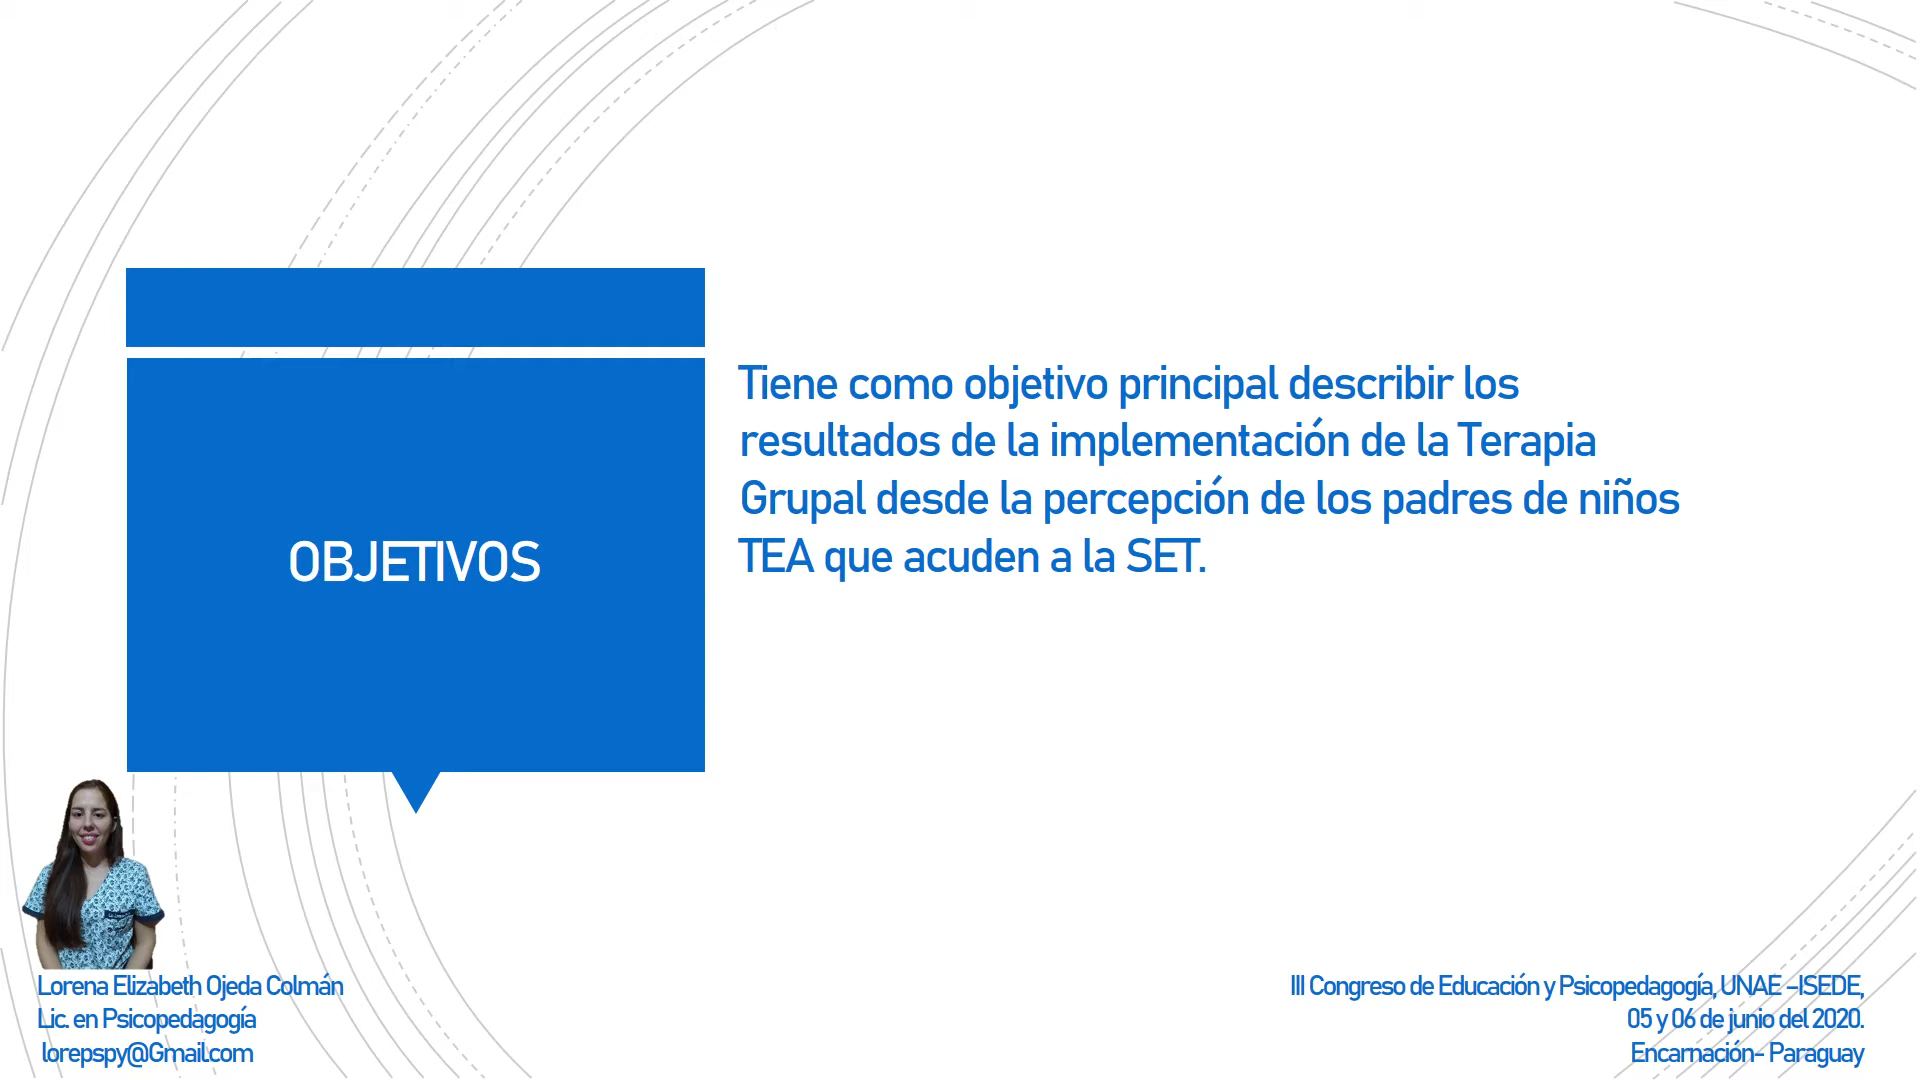 OBJETIVOS
Tiene como objetivo principal describir los
resultados de la implementación de la Terapia
Grupal desde la percepción de los padres de niños
TEA que acuden a la SET.
Lorena Elizabeth Ojeda Colmán
Lic. en Psicopedagogía
lorepspy@Gmail.com
III Congreso de Educación y Psicopedagogía, UNAE –ISEDE,
05 y 06 de junio del 2020.
Encarnación- Paraguay